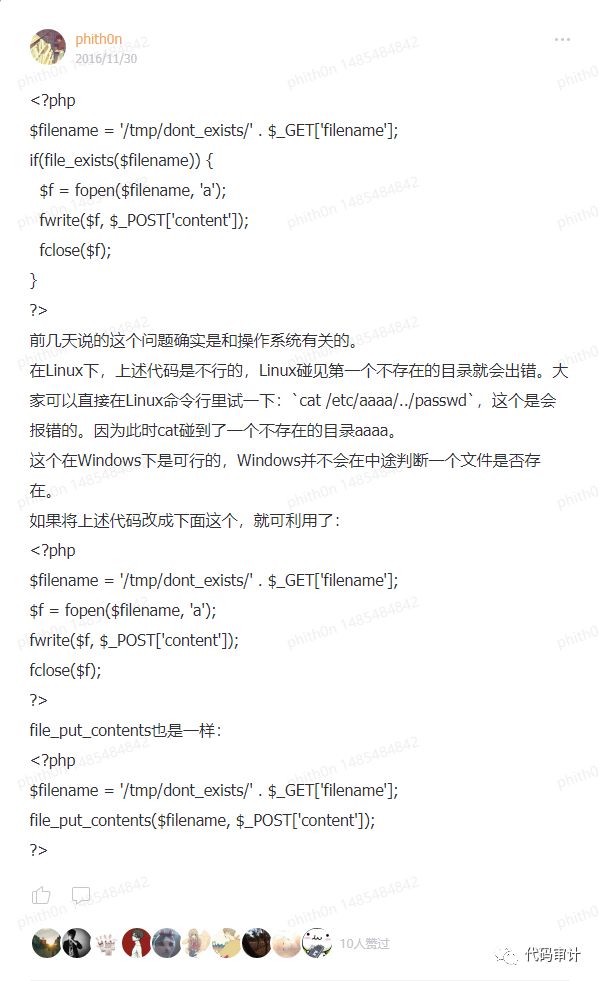 phith0n
2016/11/30
<?php
$filename = '/tmp/dont_exists/' . $_GET['filename'];
if(file_exists($filename)) {
$f = fopen($filename, 'a');
fwrite($f, $_POST['content']);
fclose($f);
}
?>
前几天说的这个问题确实是和操作系统有关的。
在Linux下，上述代码是不行的，Linux碰见第一个不存在的目录就会出错。大
家可以直接在Linux命令行里试一下：`cat /etc/aaaa/../passwd`，这个是会
报错的。因为此时cat碰到了一个不存在的目录aaaa。
这个在Windows下是可行的，Windows并不会在中途判断一个文件是否存
在。
如果将上述代码改成下面这个，就可利用了：
<?php
$filename = '/tmp/dont_exists/' . $_GET['filename'];
$f = fopen($filename, 'a');
fwrite($f, $_POST['content']);
fclose($f);
?>
file_put_contents也是一样：
<?php
$filename = '/tmp/dont_exists/' . $_GET['filename'];
file_put_contents($filename, $_POST['content']);
?>
10人赞过
代码审计
phith0n 1485484842